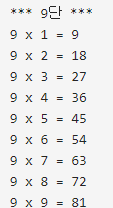 *** 9단 ***
9 x 1 = 9
9 x 2 = 18
9 x 3 = 27
9 x 4 = 36
9 x 5 = 45
9 x 6 = 54
9 x 7 = 63
9 x 8 = 72
9 x 9 = 81